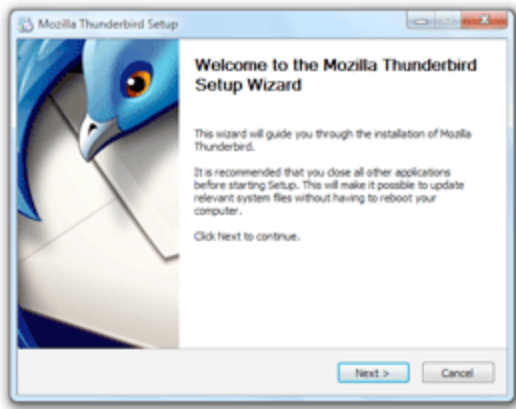 Mozilla Thunderbird Setup
Welcome to the Mozilla Thunderbird
Setup Wizard
This wizard will guide you through the installation of Mozilla
Thunderbird.
It is recommended that you close all other applications
before starting Setup. This will make it possible to update
relevant system files without having to reboot your
computer.
Click Next to continue.
Next >
Cancel